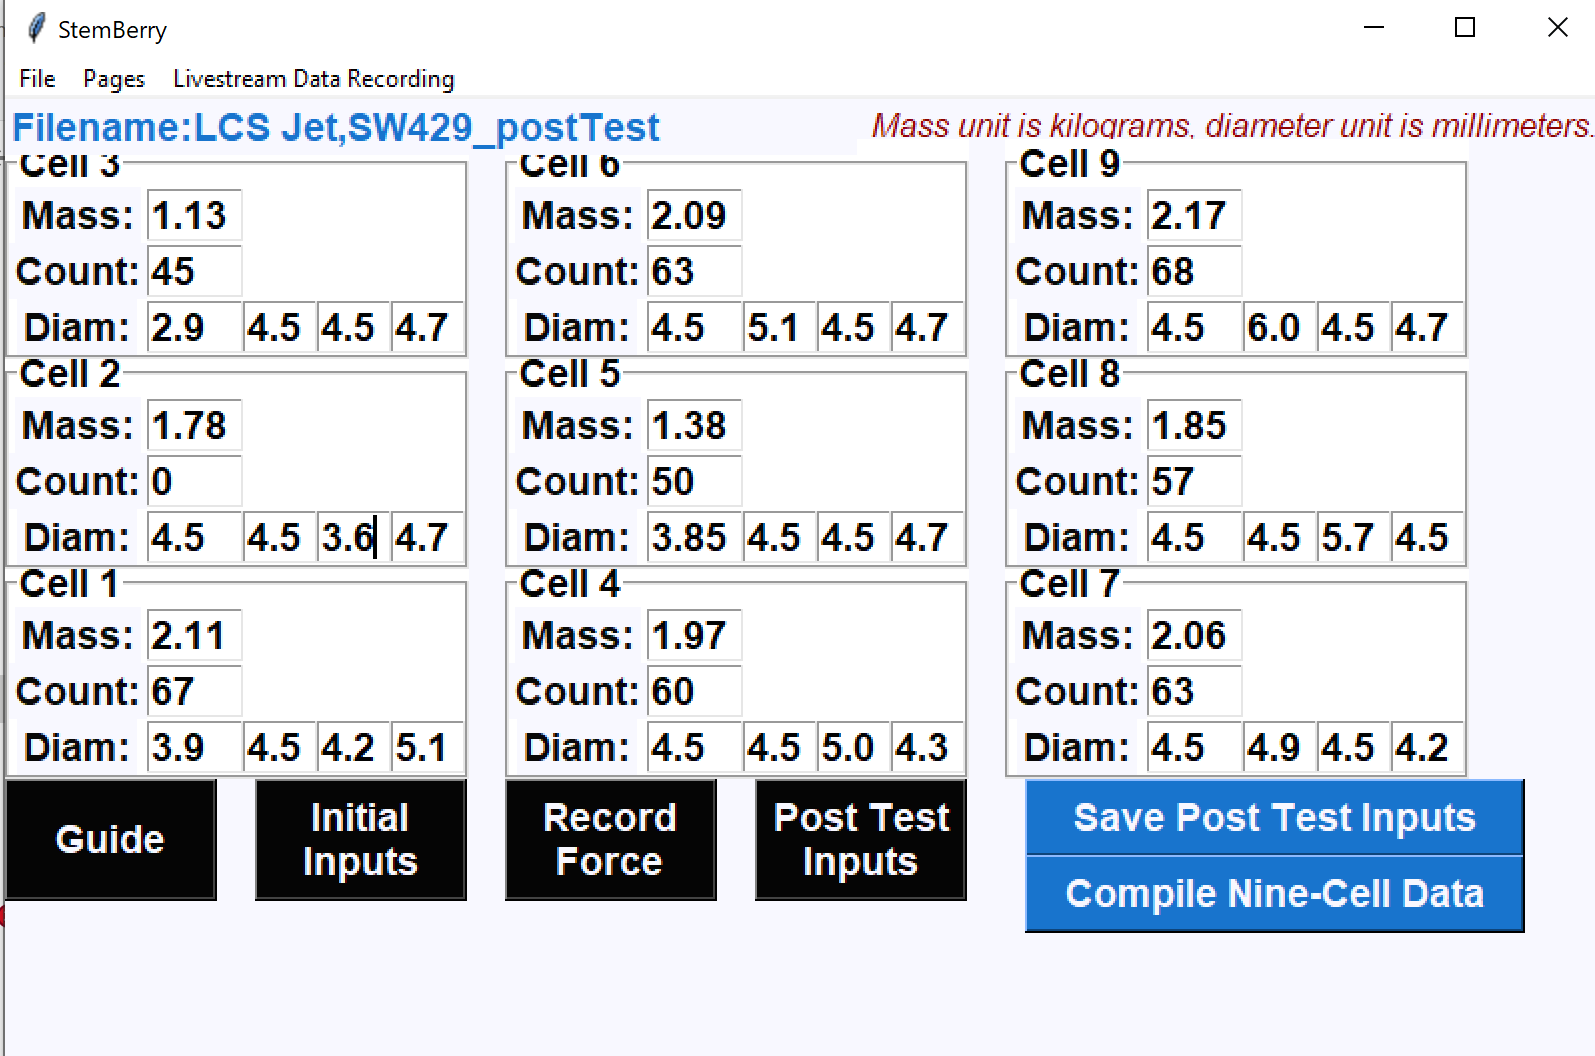 StemBerry
File Pages Livestream Data Recording
Filename:LCS Jet,SW429_postTest
Mass unit is kilograms, diameter unit is millimeters.
Cell 3
Mass: 1.13
Count: 45
Diam: 2.9 4.5 4.5 4.7
Cell 6
Mass: 2.09
Count: 63
Diam: 4.5 5.1 4.5 4.7
Cell 9
Mass: 2.17
Count: 68
Diam: 4.5 6.0 4.5 4.7
Cell 2
Mass: 1.78
Count: 0
Diam: 4.5 4.5 3.6 4.7
Cell 5
Mass: 1.38
Count: 50
Diam: 3.85 4.5 4.5 4.7
Cell 8
Mass: 1.85
Count: 57
Diam: 4.5 4.5 5.7 4.5
Cell 1
Mass: 2.11
Count: 67
Diam: 3.9 4.5 4.2 5.1
Cell 4
Mass: 1.97
Count: 60
Diam: 4.5 4.5 5.0 4.3
Cell 7
Mass: 2.06
Count: 63
Diam: 4.5 4.9 4.5 4.2
Guide
Initial
Inputs
Record
Force
Post Test
Inputs
Save Post Test Inputs
Compile Nine-Cell Data